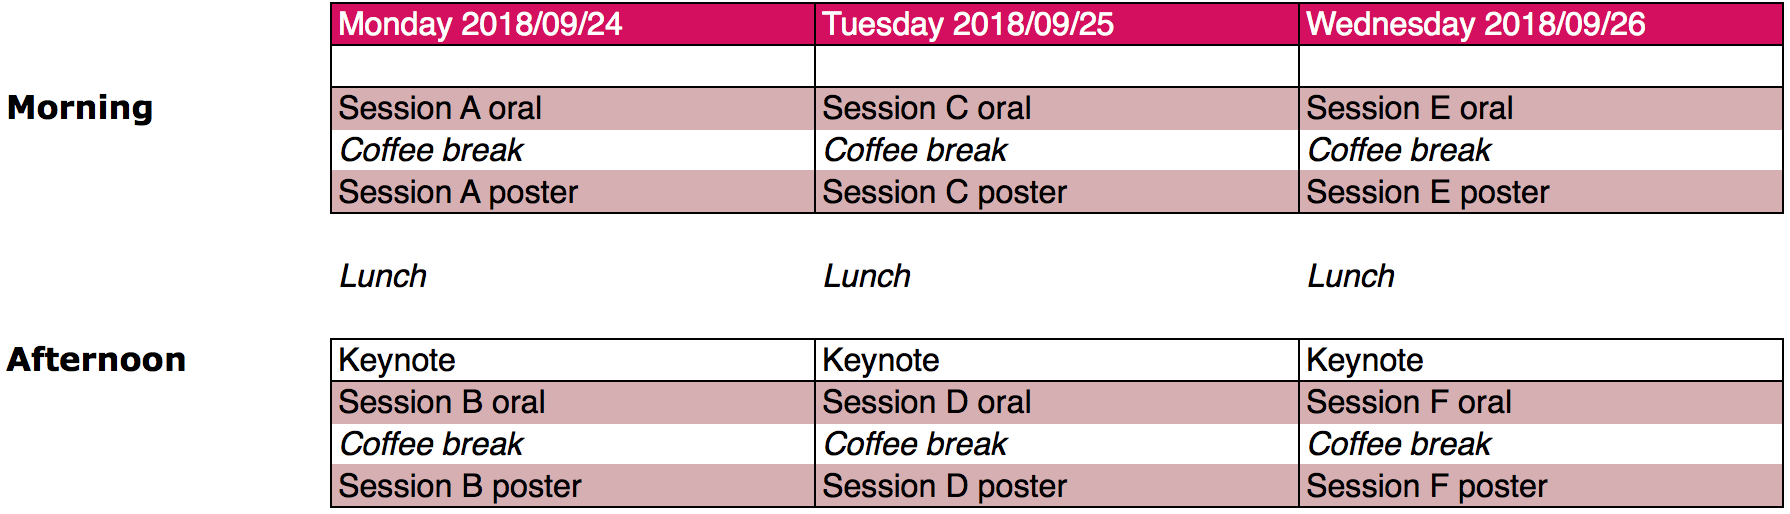 Monday 2018/09/24 Tuesday 2018/09/25 Wednesday 2018/09/26
Morning Session A oral Session C oral Session E oral
Coffee break Coffee break Coffee break
Session A poster Session C poster Session E poster
Lunch Lunch Lunch
Afternoon Keynote Keynote Keynote
Session B oral Session D oral Session F oral
Coffee break Coffee break Coffee break
Session B poster Session D poster Session F poster